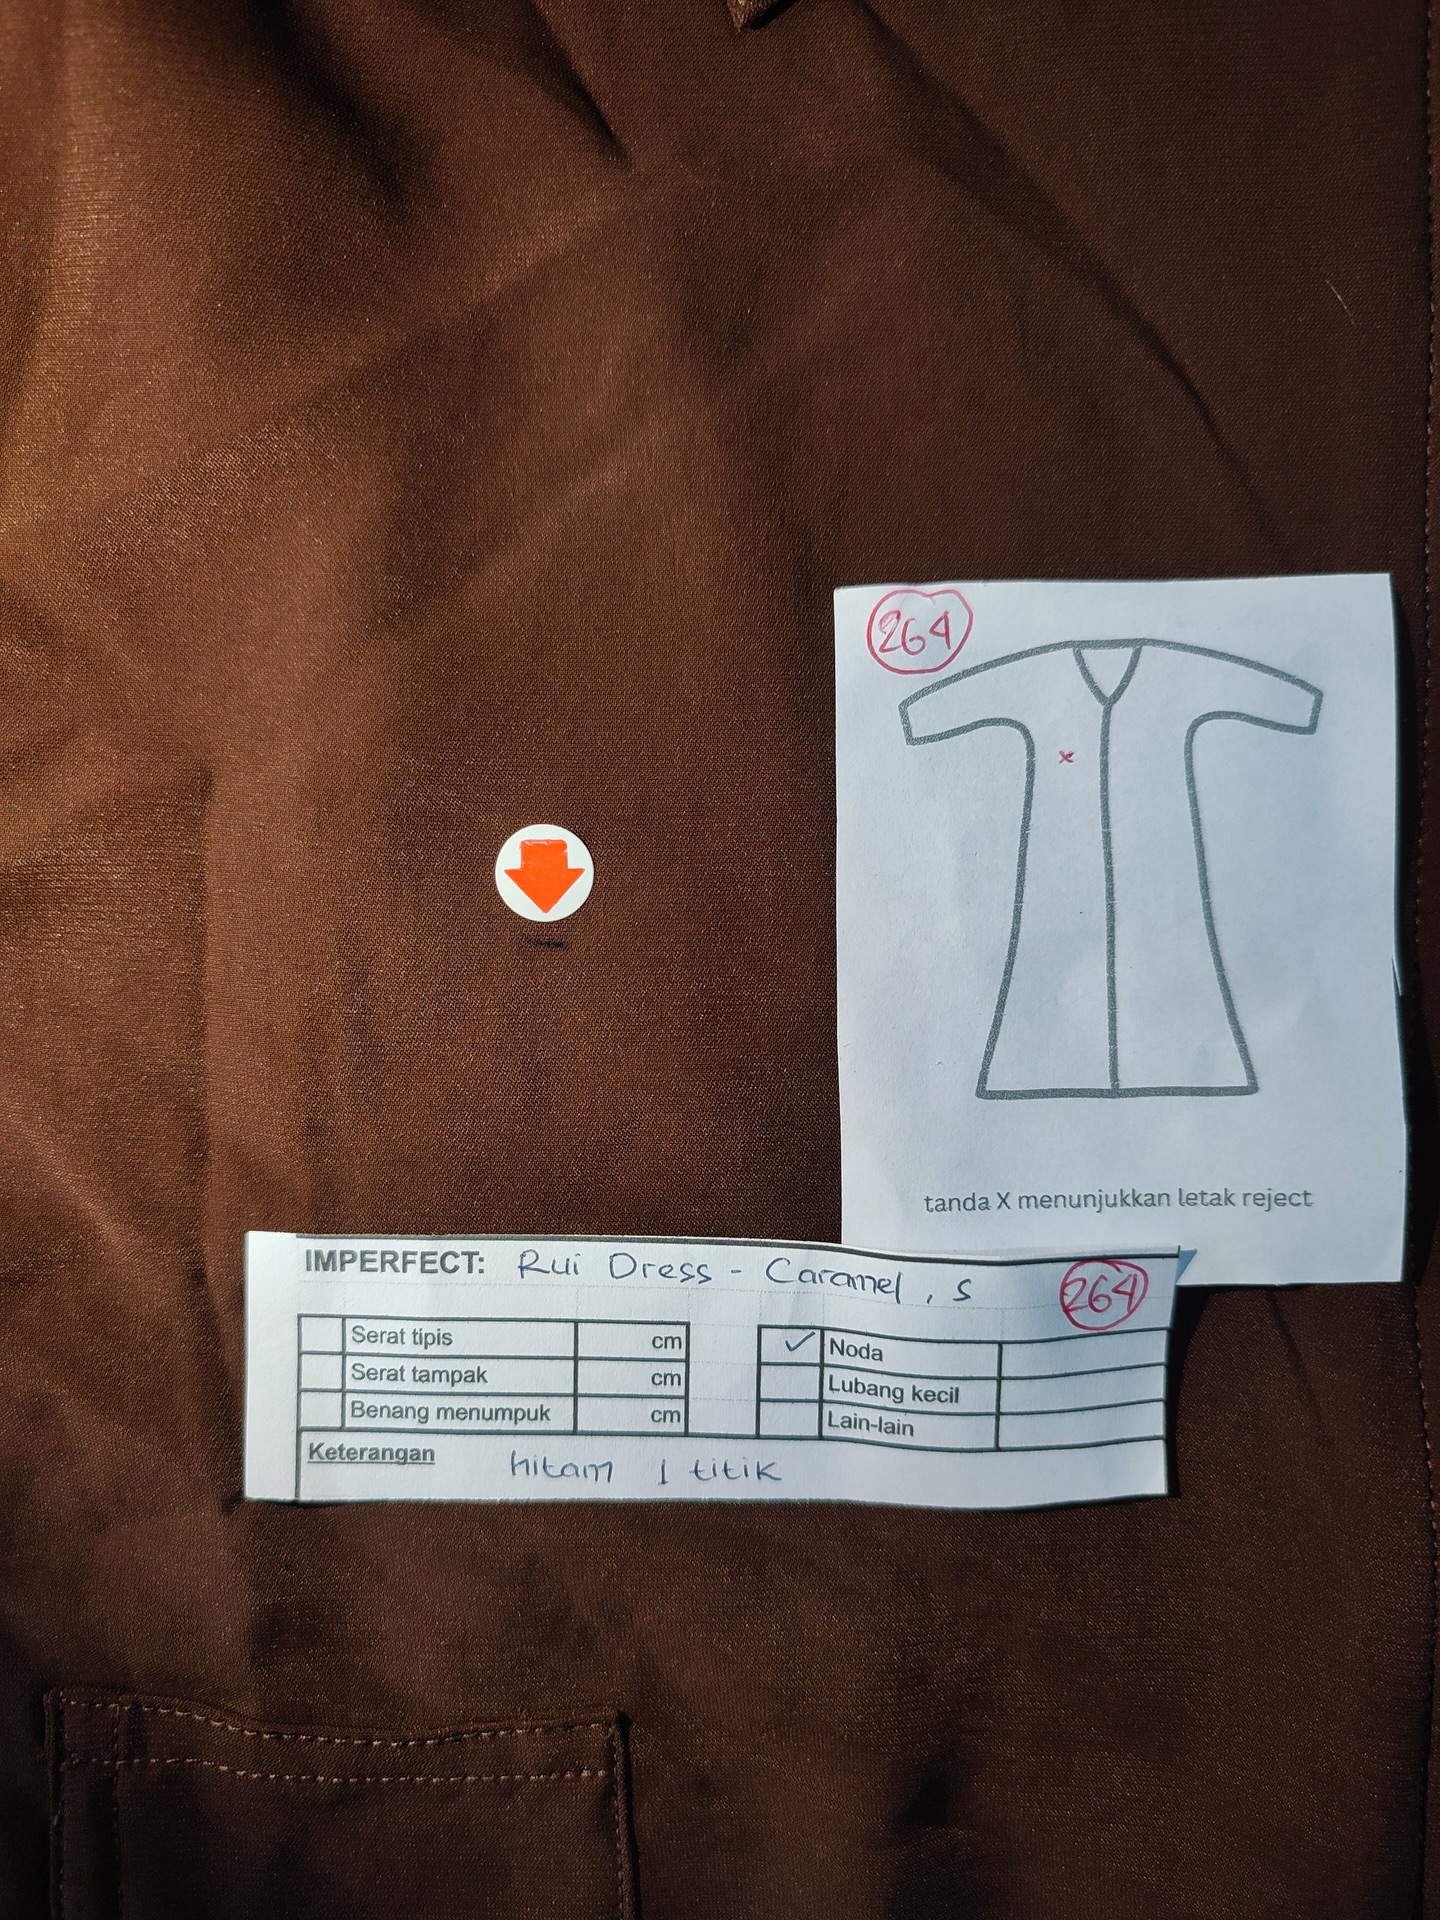 264
x
tanda X menunjukkan letak reject
IMPERFECT: Rui Dress - Caramel, S 264
Serat tipis cm ✓ Noda
Serat tampak cm Lubang kecil
Benang menumpuk cm Lain-lain
Keterangan hitam 1 titik